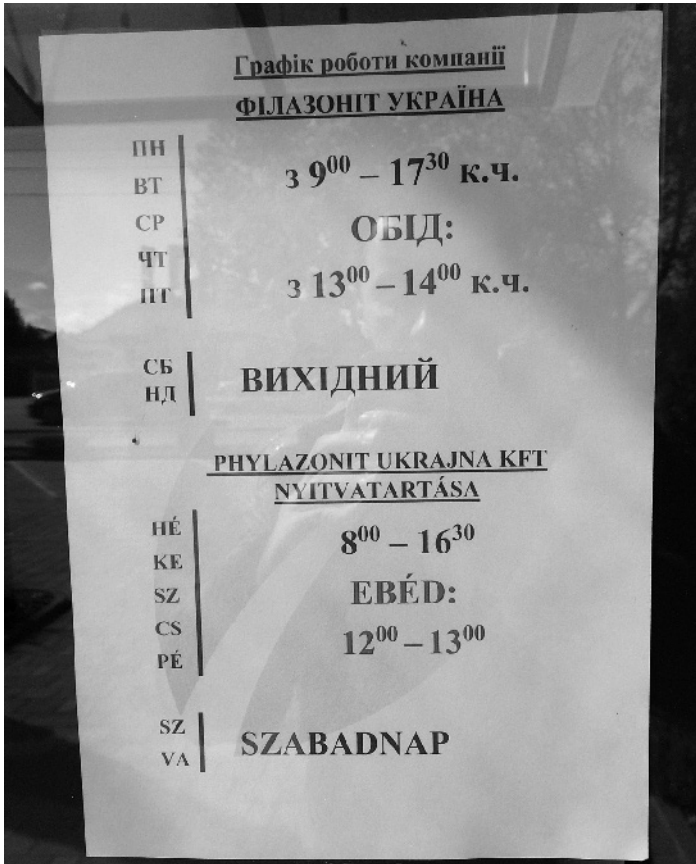 Графік роботи компанії
ФІЛАЗОНІТ УКРАЇНА
ПН
ВТ
СР
ЧТ
ПТ
з 9⁰⁰ – 17³⁰ к.ч.
ОБІД:
з 13⁰⁰ – 14⁰⁰ к.ч.
СБ
НД
ВИХІДНИЙ
PHYLAZONIT UKRAJNA KFT
NYITVATARTÁSA
HÉ
KE
SZ
CS
PÉ
8⁰⁰ – 16³⁰
EBÉD:
12⁰⁰ – 13⁰⁰
SZ
VA
SZABADNAP